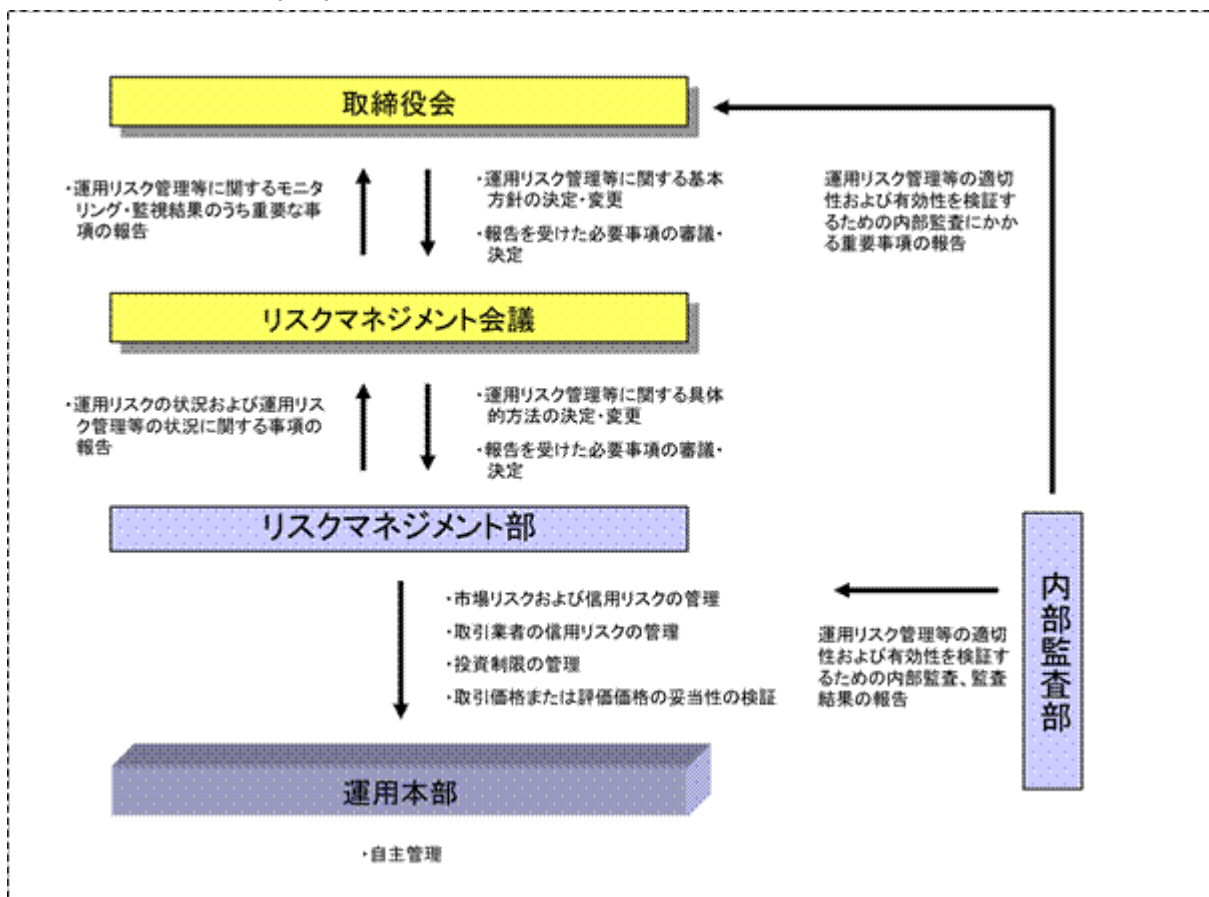 取締役会
・運用リスク管理等に関するモニ
タリング・監視結果のうち重要な事
項の報告
・運用リスク管理等に関する基本
方針の決定・変更
・報告を受けた必要事項の審議・
決定
運用リスク管理等の適切
性および有効性を検証す
るための内部監査にかか
る重要事項の報告
リスクマネジメント会議
・運用リスクの状況および運用リス
ク管理等の状況に関する事項の
報告
・運用リスク管理等に関する具体
的方法の決定・変更
・報告を受けた必要事項の審議・
決定
リスクマネジメント部
・市場リスクおよび信用リスクの管理
・取引業者の信用リスクの管理
・投資制限の管理
・取引価格または評価価格の妥当性の検証
運用リスク管理等の適切
性および有効性を検証す
るための内部監査、監査
結果の報告
内部監査部
運用本部
・自主管理